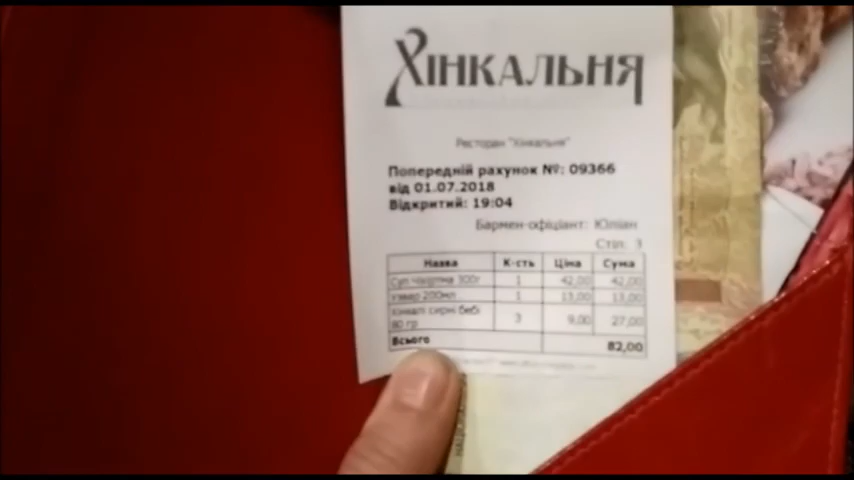 ХІНКАЛЬНЯ
Ресторан "Хінкальня"
Попередній рахунок №: 09366
від 01.07.2018
Відкритий: 19:04
Бармен-офіціант: Юліан
Стіл: 3
Назва К-сть Ціна Сума
Суп Чихіртма 300г 1 42,00 42,00
Узвар 200мл 1 13,00 13,00
Хінкалі сирні бебі 3 9,00 27,00
80 гр
Всього 82,00